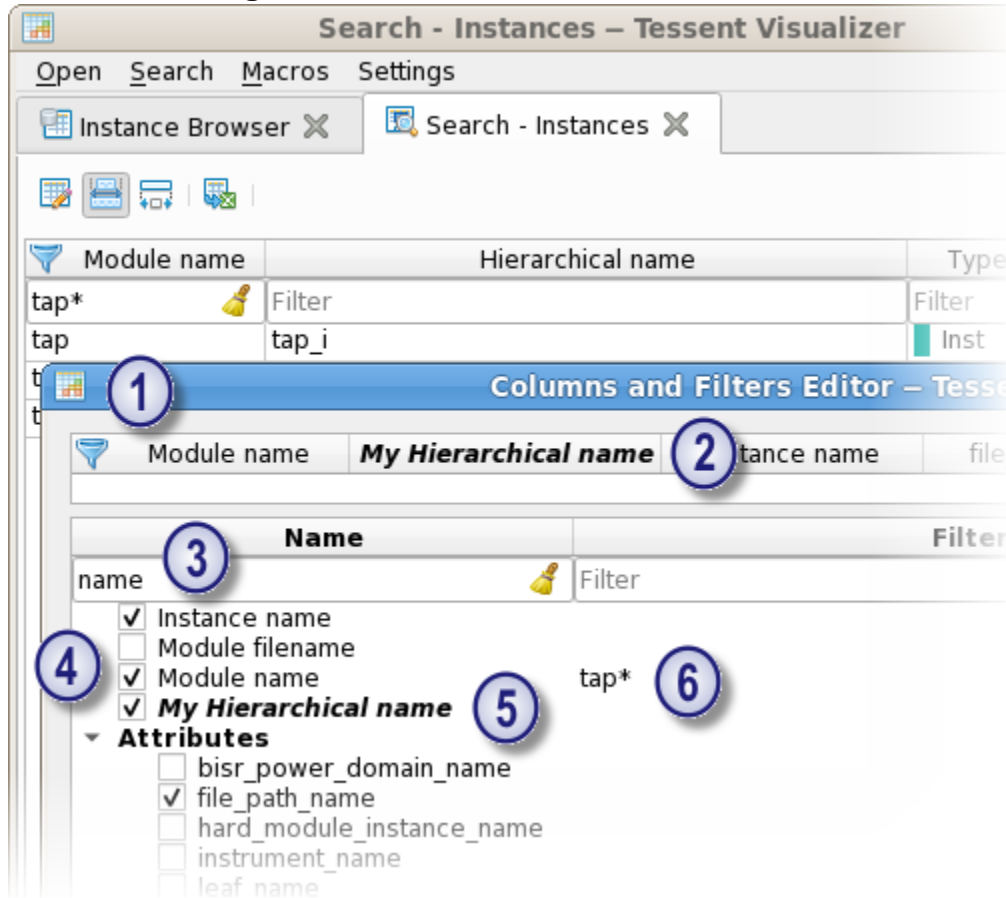 Search - Instances – Tessent Visualizer
Open Search Macros Settings
Instance Browser Search - Instances
Module name Hierarchical name Type
tap* Filter Filter
tap tap_i Inst
t 1 Columns and Filters Editor – Tesse
t
Module name My Hierarchical name 2 tance name file
Name Filter
3
name Filter
Instance name
Module filename
4 Module name tap* 6
My Hierarchical name 5
Attributes
bisr_power_domain_name
file_path_name
hard_module_instance_name
instrument_name
leaf_name